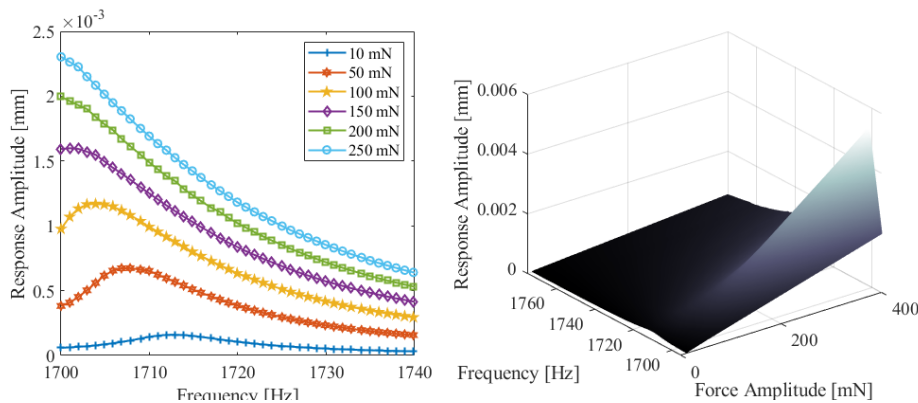 ×10⁻³
2.5
2
1.5
1
0.5
0
Response Amplitude [mm]
10 mN
50 mN
100 mN
150 mN
200 mN
250 mN
1700 1710 1720 1730 1740
Frequency [Hz]
0.006
0.004
0.002
0
Response Amplitude [mm]
1760
1740
1720
1700
Frequency [Hz]
0
200
400
Force Amplitude [mN]